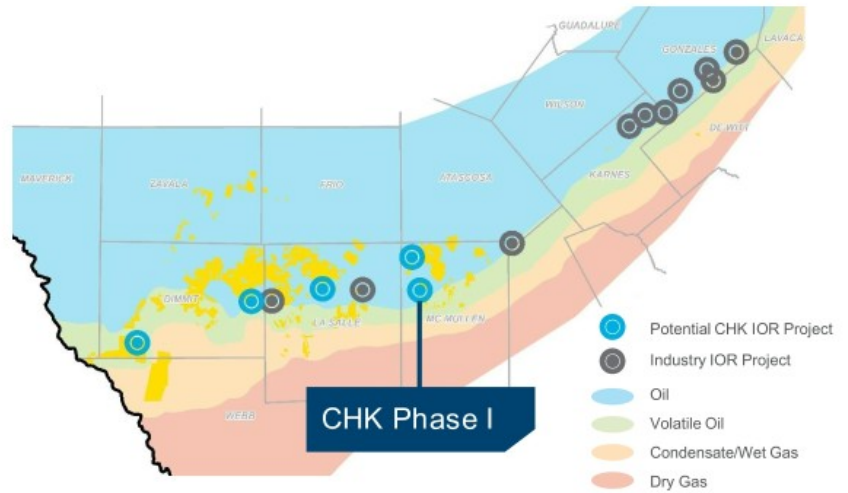 GUADALUPE
GONZALES
LAVACA
WILSON
DE WITT
MAVERICK
ZAVALA
FRIO
ATASCOSA
KARNES
DIMMIT
LA SALLE
MC MULLEN
WEBB
CHK Phase I
Potential CHK IOR Project
Industry IOR Project
Oil
Volatile Oil
Condensate/Wet Gas
Dry Gas